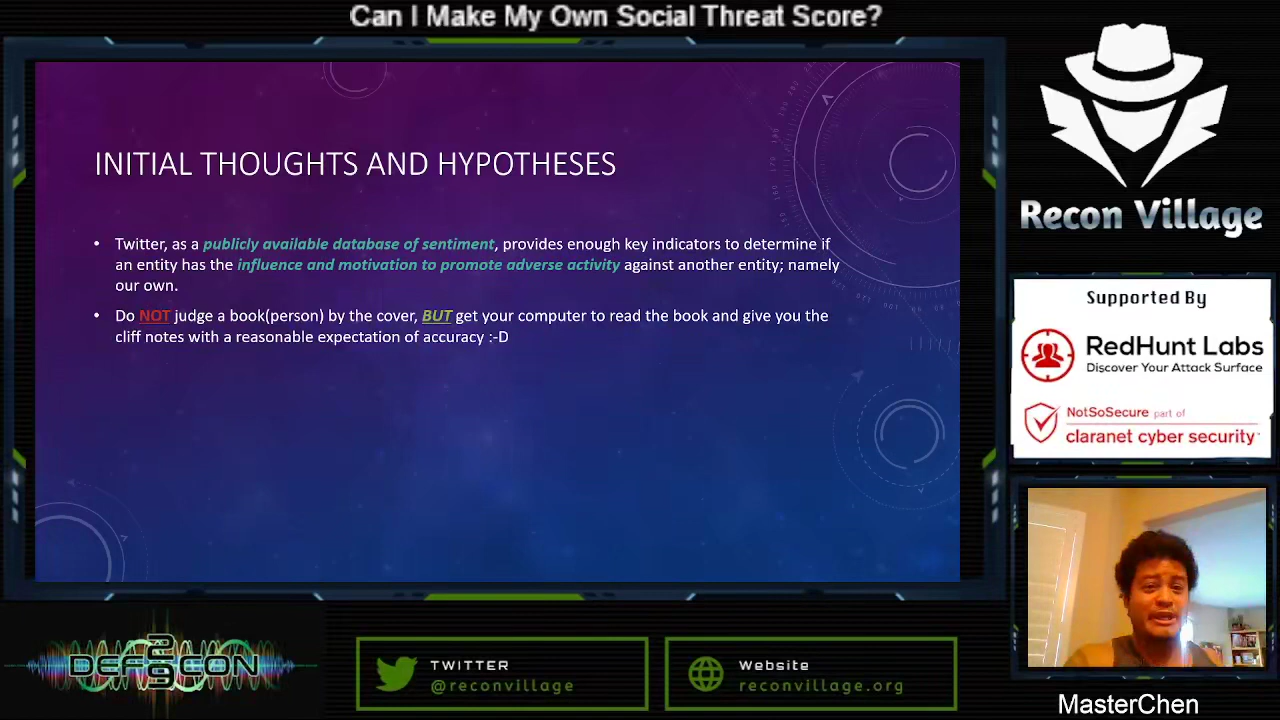 Can I Make My Own Social Threat Score?
INITIAL THOUGHTS AND HYPOTHESES
• Twitter, as a publicly available database of sentiment, provides enough key indicators to determine if
an entity has the influence and motivation to promote adverse activity against another entity; namely
our own.
• Do NOT judge a book(person) by the cover, BUT get your computer to read the book and give you the
cliff notes with a reasonable expectation of accuracy :-D
Recon Village
Supported By
RedHunt Labs
Discover Your Attack Surface
NotSoSecure part of
claranet cyber security
DEFCON
29
TWITTER
@reconvillage
Website
reconvillage.org
MasterChen